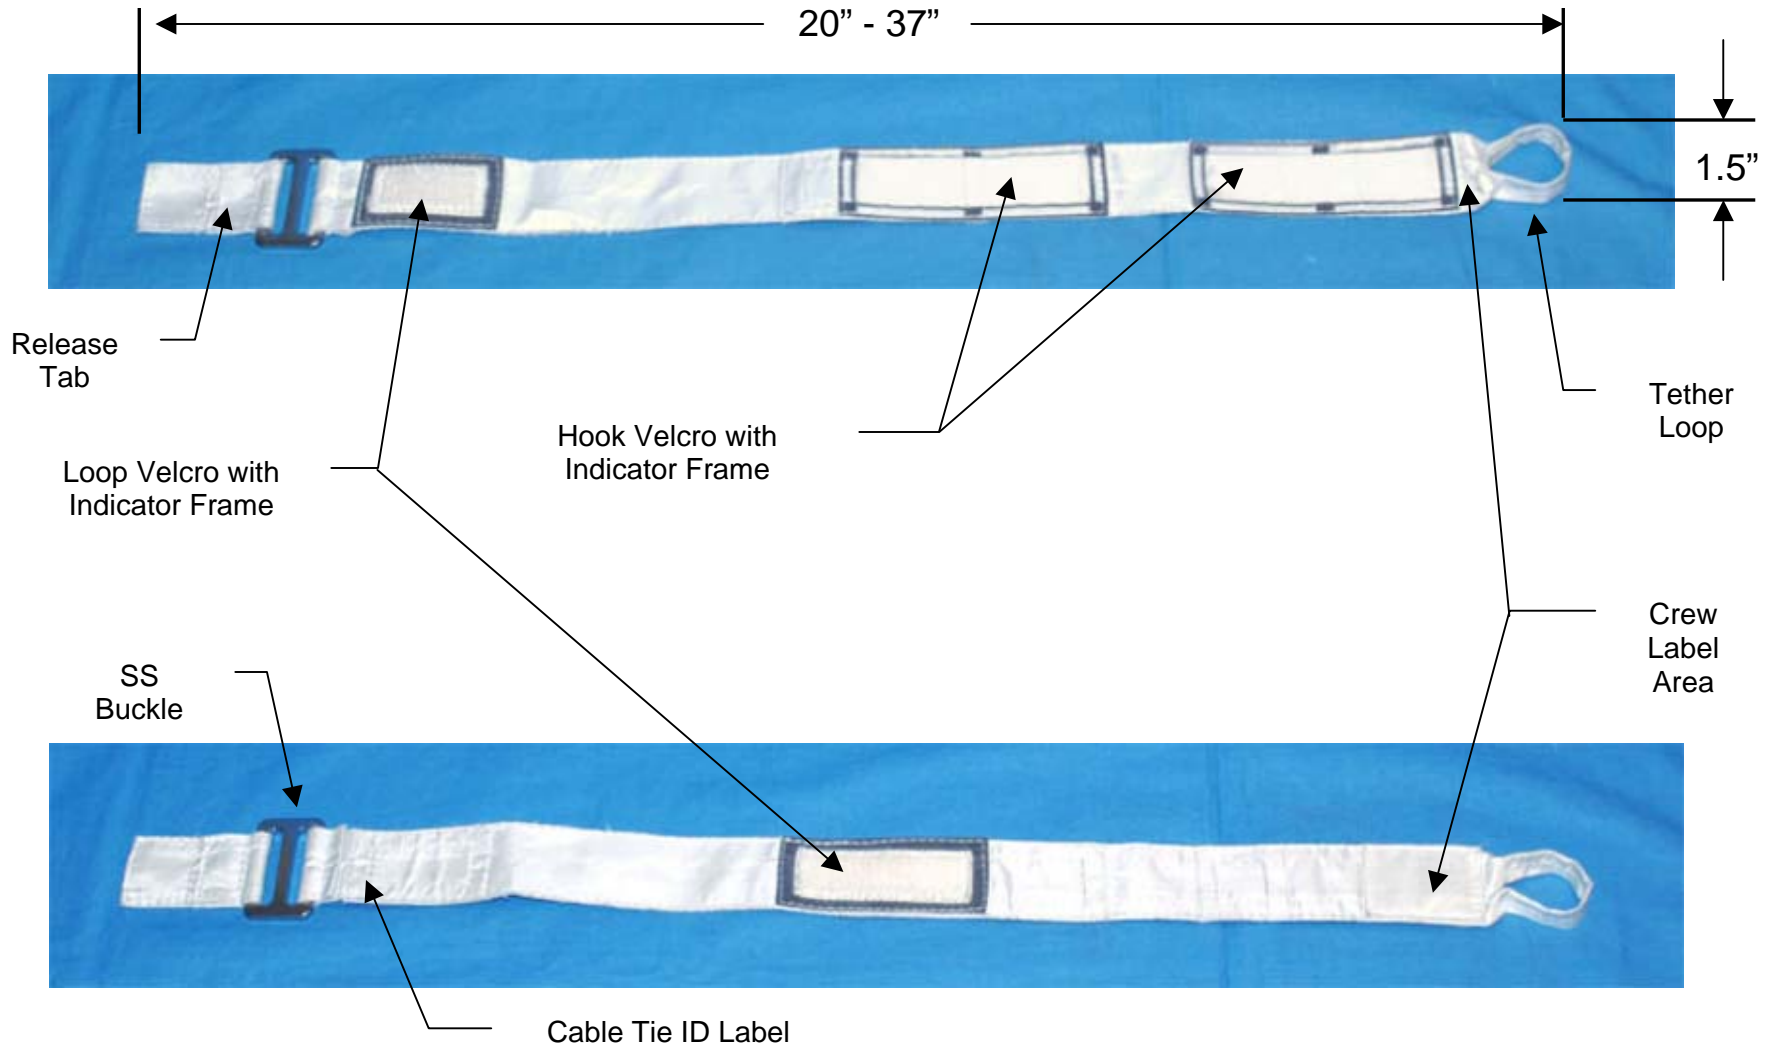 20” - 37”
1.5”
Release
Tab
Tether
Loop
Hook Velcro with
Indicator Frame
Loop Velcro with
Indicator Frame
Crew
Label
Area
SS
Buckle
Cable Tie ID Label